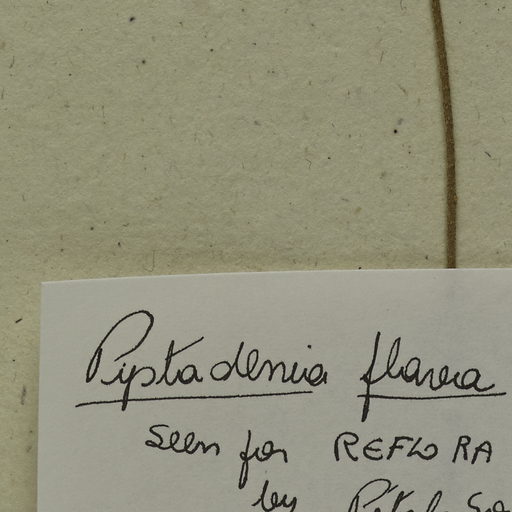 Piptadenia flava
Seen for REFLORA
by